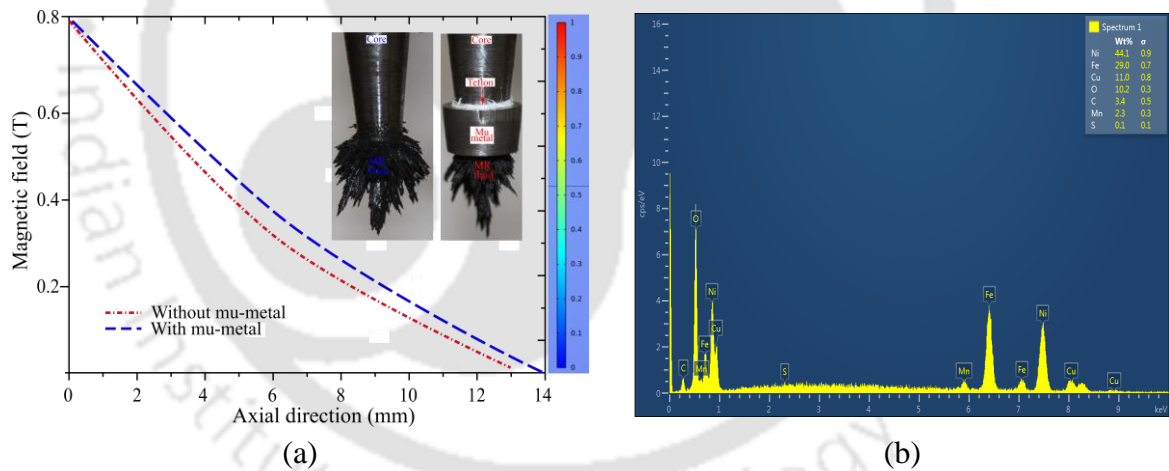 0.8
0.6
0.4
0.2
0
2
4
6
8
10
12
14
Magnetic field (T)
Axial direction (mm)
Without mu-metal
With mu-metal
Core
MR
fluid
Core
Teflon
Mu
metal
MR
fluid
1
0.9
0.8
0.7
0.6
0.5
0.4
0.3
0.2
0.1
0
(a)
16
14
12
10
8
6
4
2
0
cps/eV
0
1
2
3
4
5
6
7
8
9
keV
C
O
Mn
Fe
Ni
Cu
S
Mn
Fe
Fe
Ni
Cu
Cu
Spectrum 1
Wt% σ
Ni 44.1 0.9
Fe 29.0 0.7
Cu 11.0 0.8
O 10.2 0.3
C 3.4 0.5
Mn 2.3 0.3
S 0.1 0.1
(b)
Indian Institu